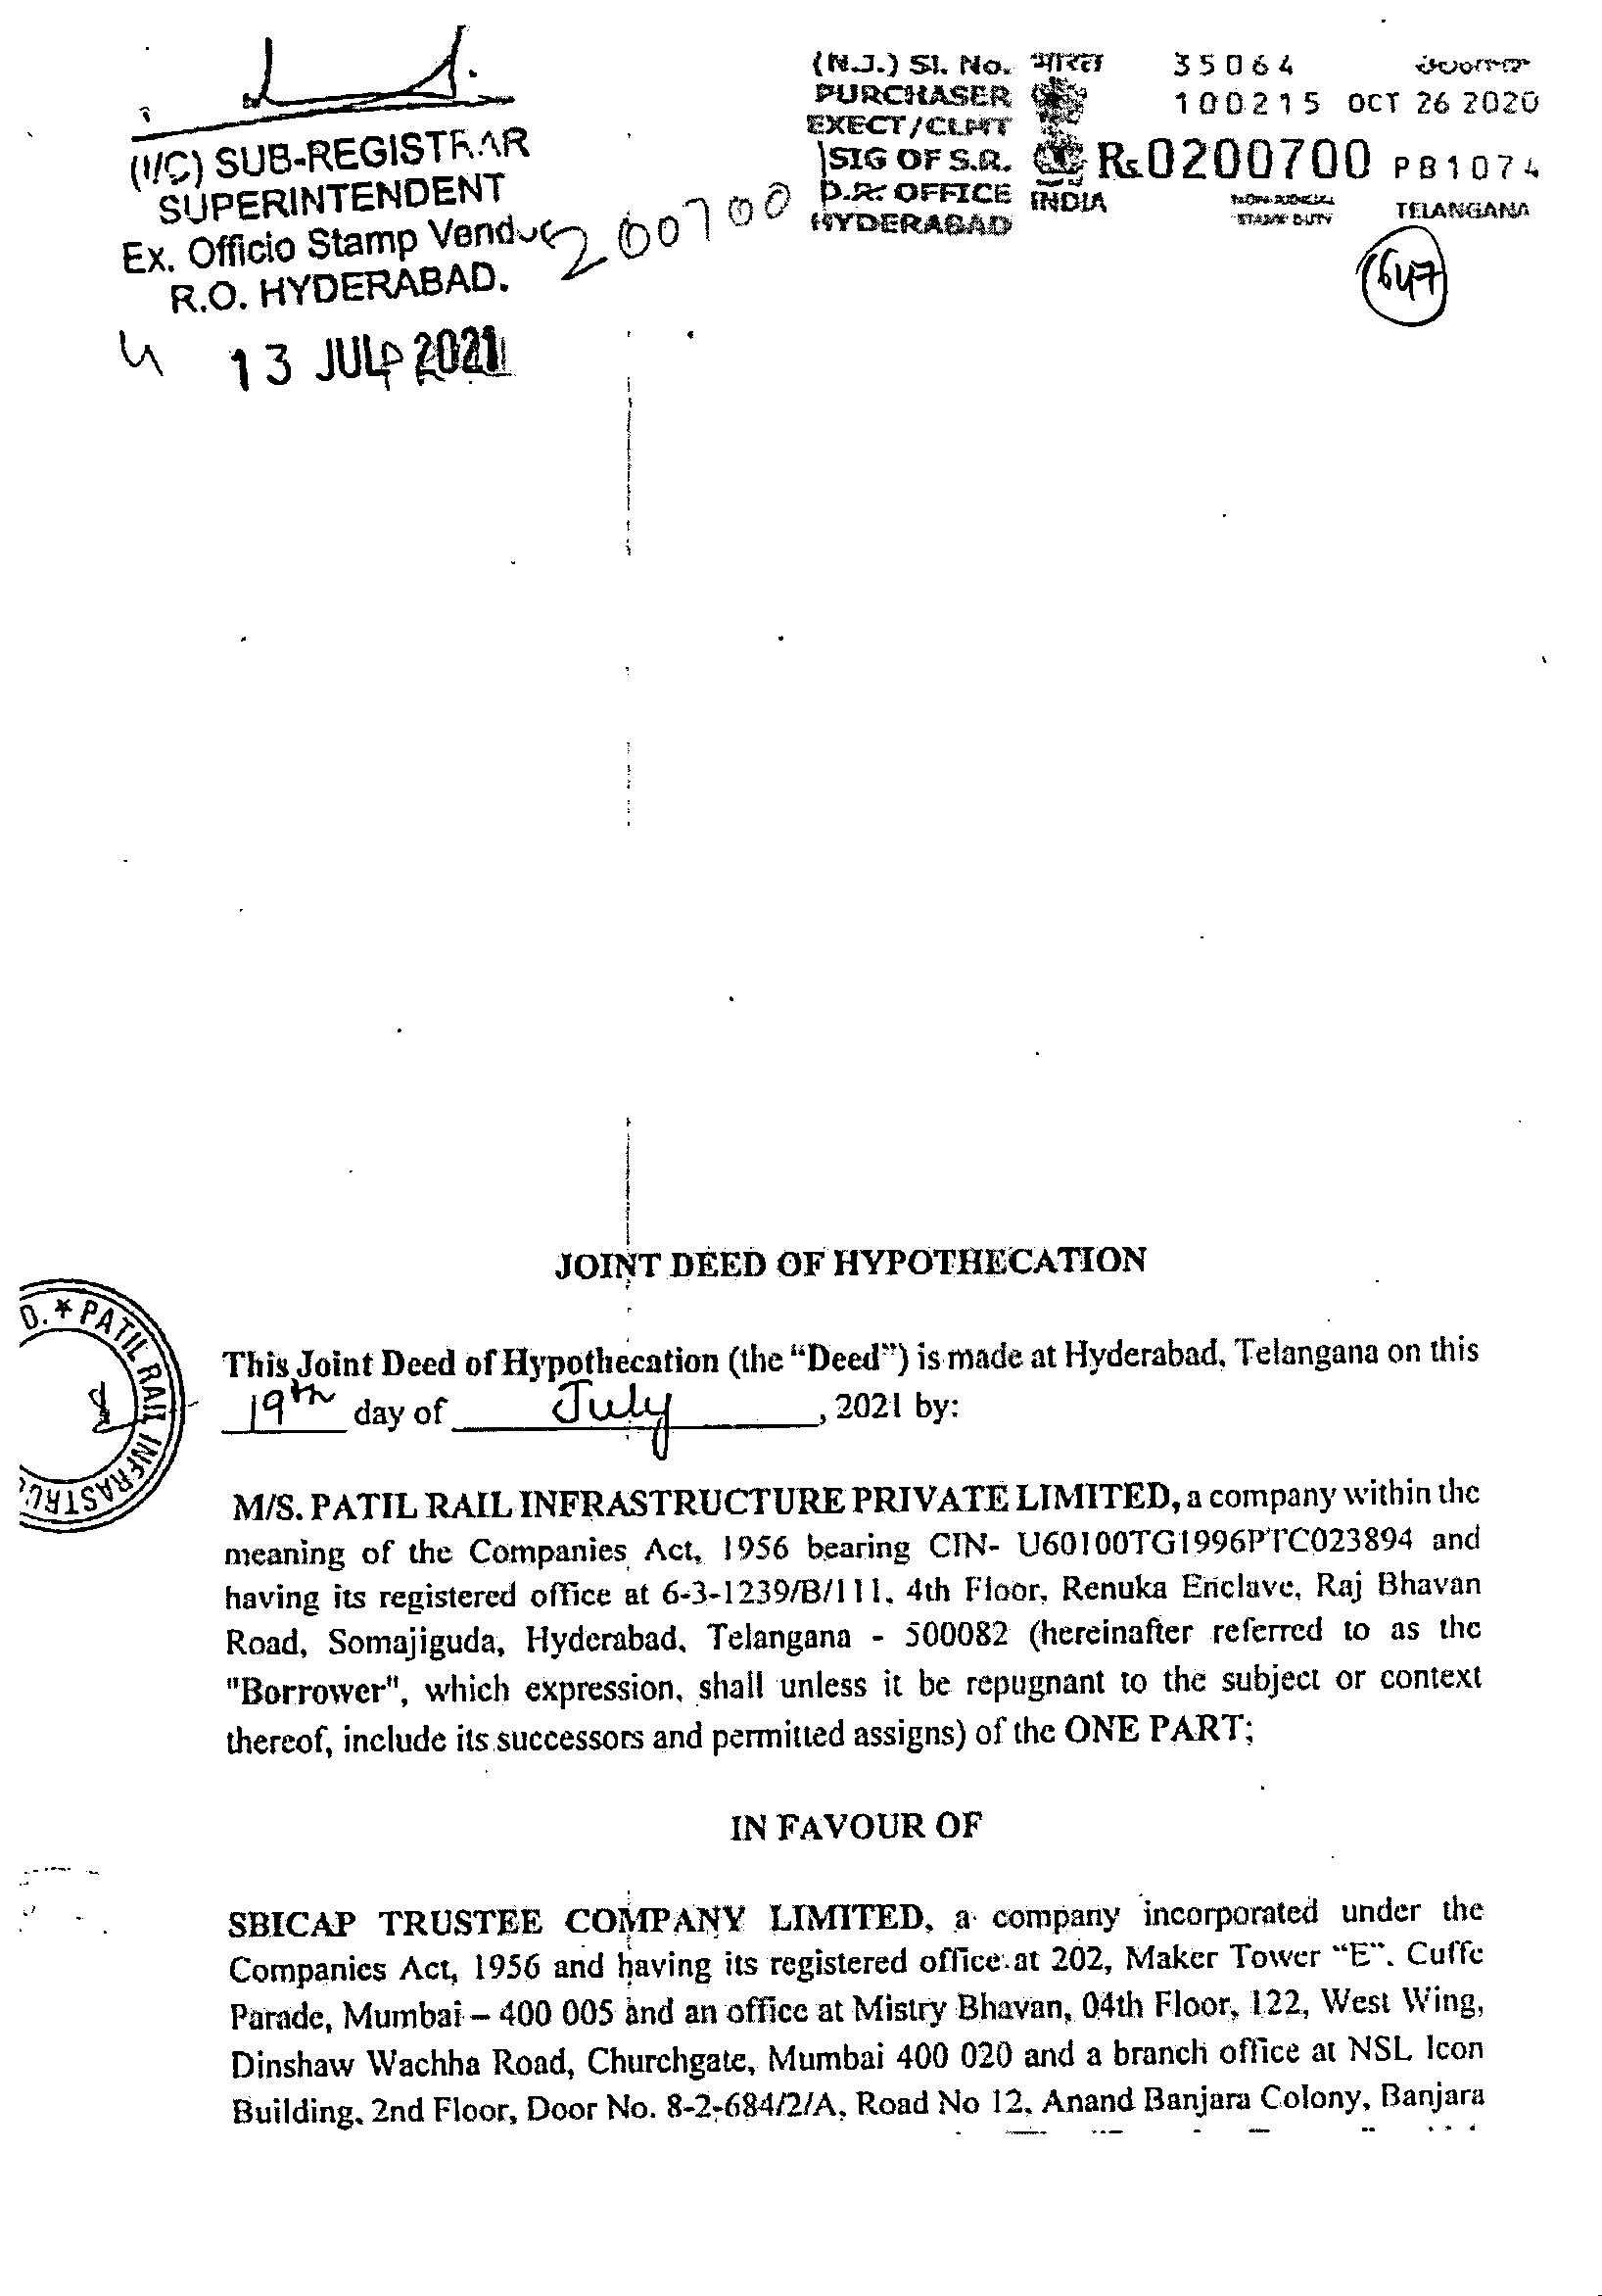 (I/C) SUB-REGISTRAR
SUPERINTENDENT
Ex. Officio Stamp Vendor
R.O. HYDERABAD.
13 JUL 2021
200700
(N.J.) Sl. No.
PURCHASER
EXECT/CLMT
SIG OF S.R.
D.R. OFFICE
HYDERABAD
भारत
INDIA
35064
100215 OCT 26 2020
Rs.0200700 PB1074
NON-JUDICIAL
STAMP DUTY
TELANGANA
1647
JOINT DEED OF HYPOTHECATION
This Joint Deed of Hypothecation (the “Deed”) is made at Hyderabad, Telangana on this
19th day of July, 2021 by:
D. * PATIL RAIL INFRASTRU
M/S. PATIL RAIL INFRASTRUCTURE PRIVATE LIMITED, a company within the
meaning of the Companies Act, 1956 bearing CIN- U60100TG1996PTC023894 and
having its registered office at 6-3-1239/B/111, 4th Floor, Renuka Enclave, Raj Bhavan
Road, Somajiguda, Hyderabad, Telangana - 500082 (hereinafter referred to as the
"Borrower", which expression, shall unless it be repugnant to the subject or context
thereof, include its successors and permitted assigns) of the ONE PART;
IN FAVOUR OF
SBICAP TRUSTEE COMPANY LIMITED, a company incorporated under the
Companies Act, 1956 and having its registered office at 202, Maker Tower “E”, Cuffe
Parade, Mumbai – 400 005 and an office at Mistry Bhavan, 04th Floor, 122, West Wing,
Dinshaw Wachha Road, Churchgate, Mumbai 400 020 and a branch office at NSL Icon
Building, 2nd Floor, Door No. 8-2-684/2/A, Road No 12, Anand Banjara Colony, Banjara